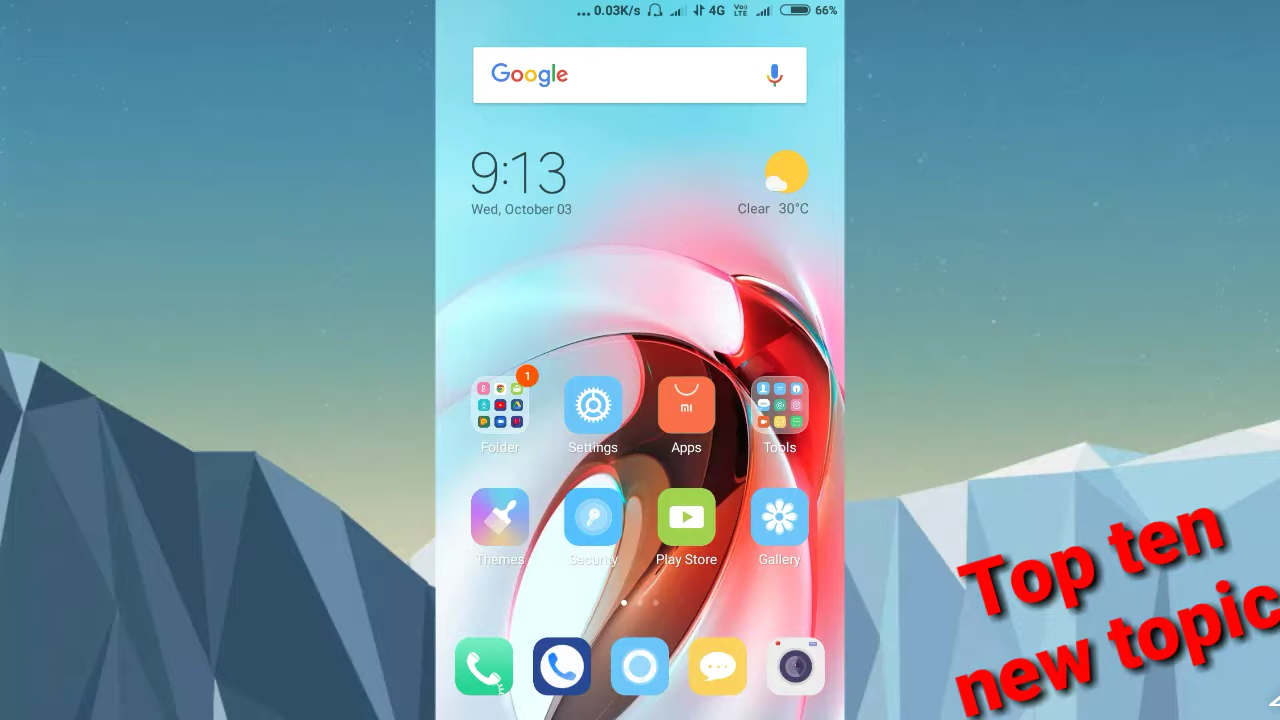 ... 0.03K/s 4G VoLTE 66%
Google
9:13
Wed, October 03
Clear 30°C
1
mi
Folder Settings Apps Tools
Themes Security Play Store Gallery
Top ten
new topic